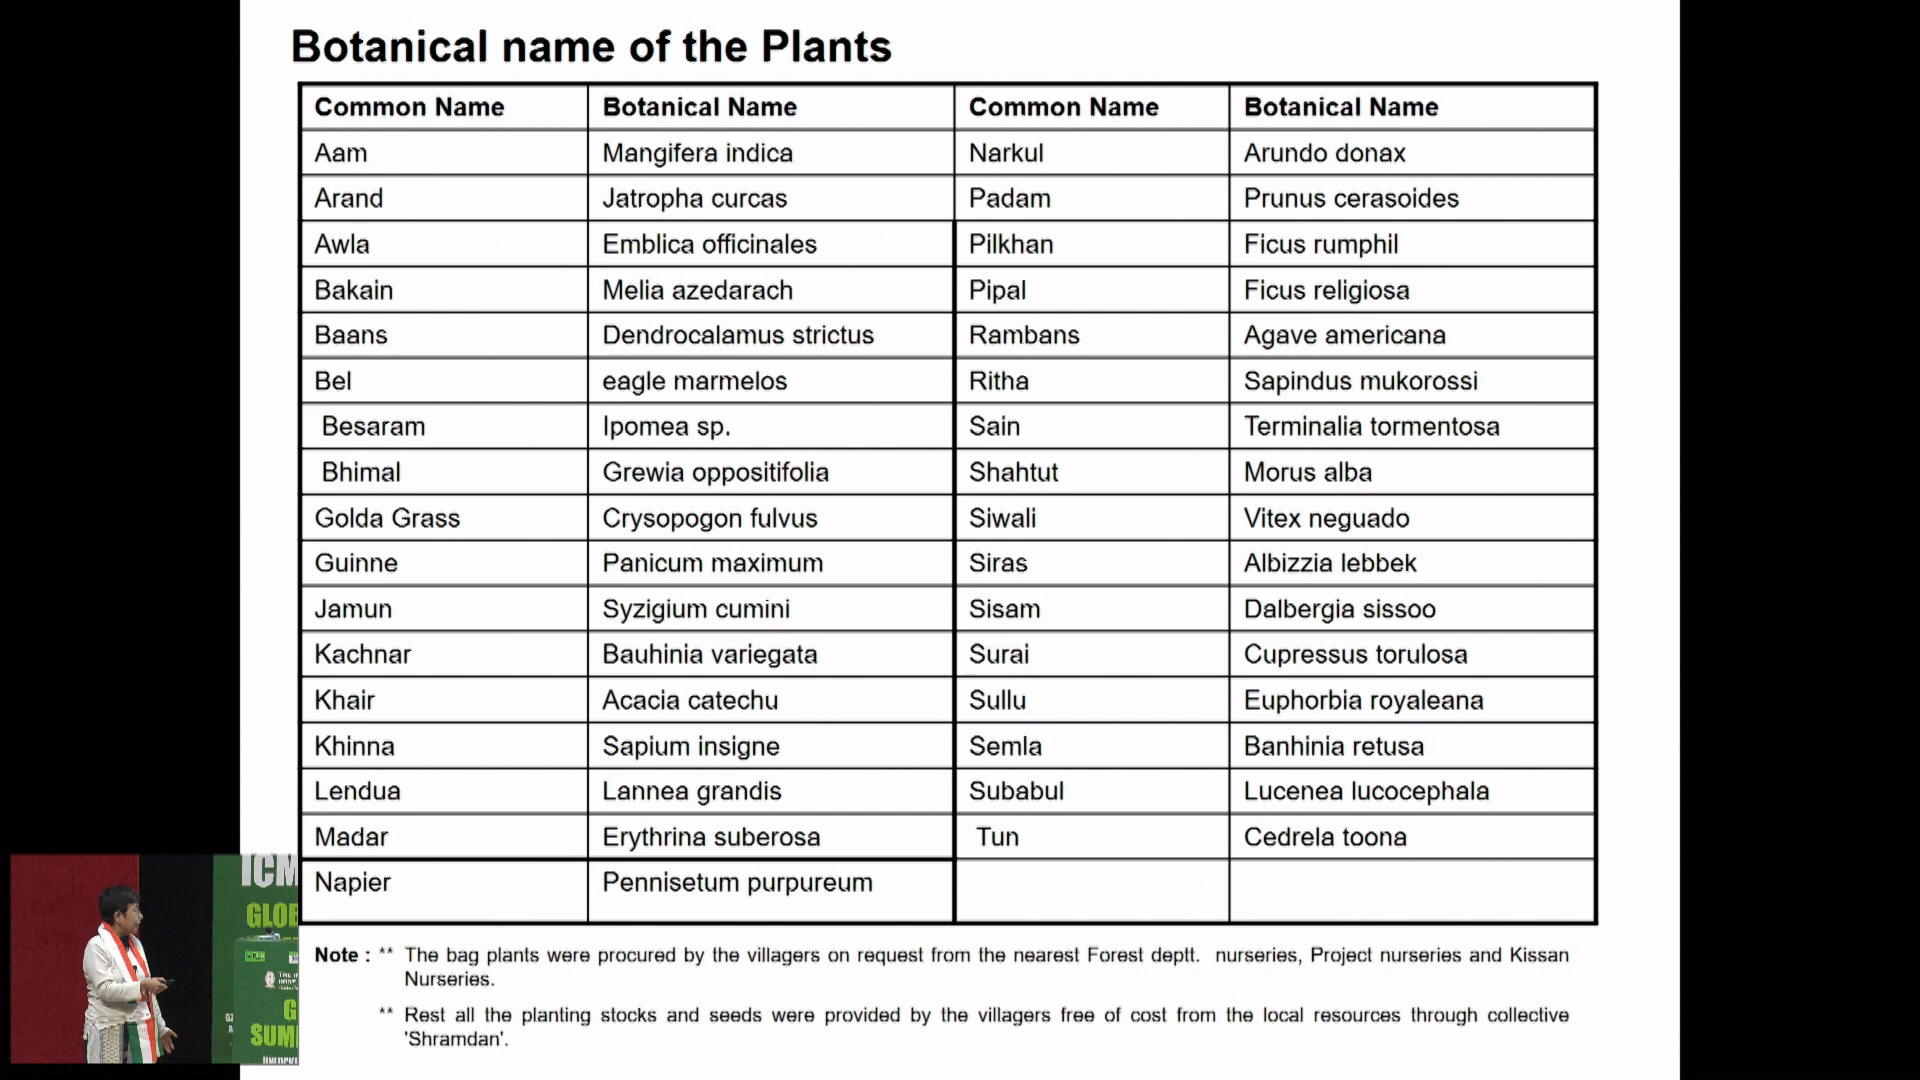 Botanical name of the Plants
Common Name Botanical Name Common Name Botanical Name
Aam Mangifera indica Narkul Arundo donax
Arand Jatropha curcas Padam Prunus cerasoides
Awla Emblica officinales Pilkhan Ficus rumphil
Bakain Melia azedarach Pipal Ficus religiosa
Baans Dendrocalamus strictus Rambans Agave americana
Bel eagle marmelos Ritha Sapindus mukorossi
Besaram Ipomea sp. Sain Terminalia tormentosa
Bhimal Grewia oppositifolia Shahtut Morus alba
Golda Grass Crysopogon fulvus Siwali Vitex neguado
Guinne Panicum maximum Siras Albizzia lebbek
Jamun Syzigium cumini Sisam Dalbergia sissoo
Kachnar Bauhinia variegata Surai Cupressus torulosa
Khair Acacia catechu Sullu Euphorbia royaleana
Khinna Sapium insigne Semla Banhinia retusa
Lendua Lannea grandis Subabul Lucenea lucocephala
Madar Erythrina suberosa Tun Cedrela toona
Napier Pennisetum purpureum
Note : ** The bag plants were procured by the villagers on request from the nearest Forest deptt. nurseries, Project nurseries and Kissan
Nurseries.
** Rest all the planting stocks and seeds were provided by the villagers free of cost from the local resources through collective
'Shramdan'.
ICM
GLOB
G
SUM